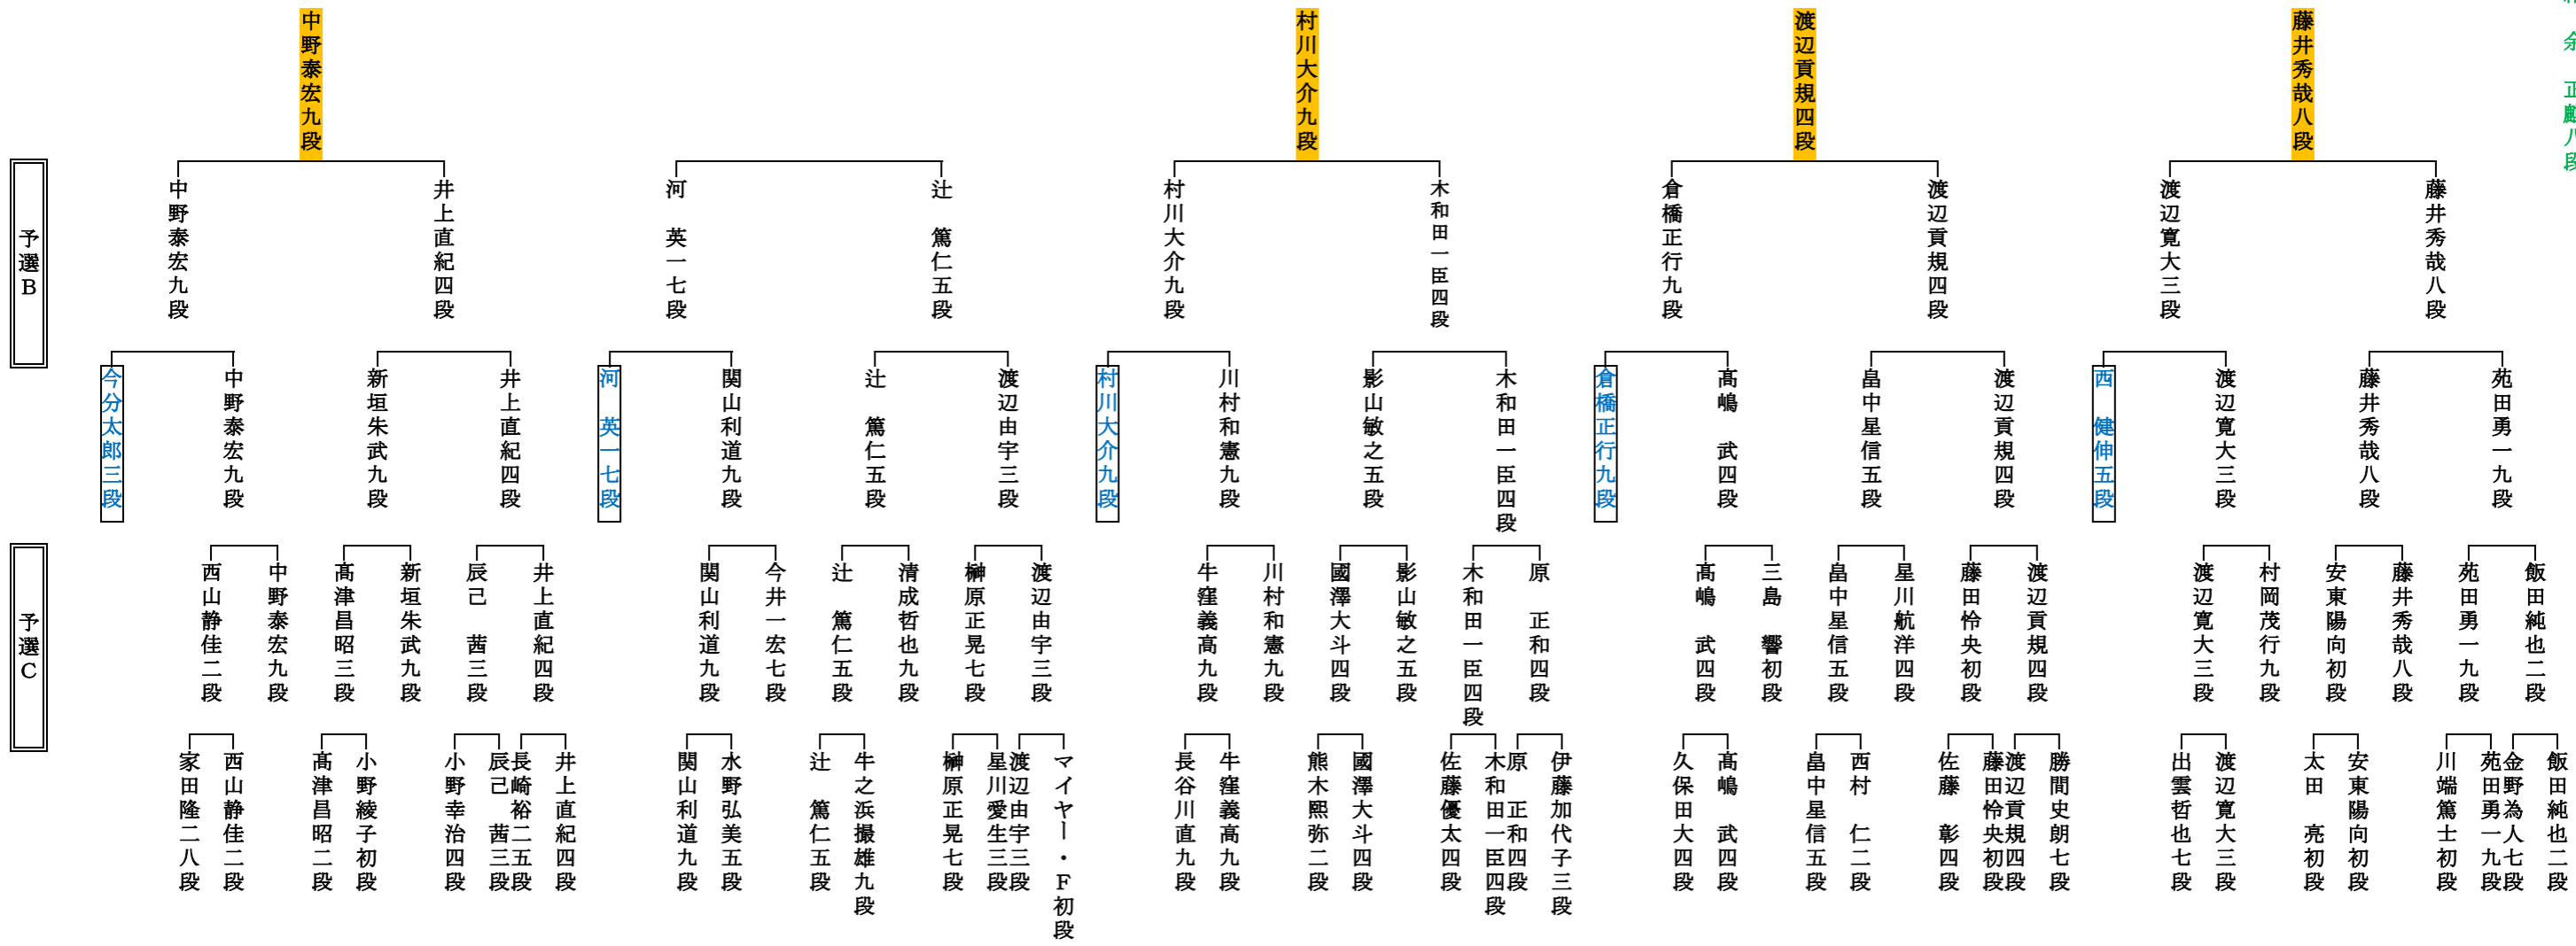 中野泰宏九段
村川大介九段
渡辺貢規四段
藤井秀哉八段
余 正麒八段
予選B
中野泰宏九段
井上直紀四段
河 英一七段
辻 篤仁五段
村川大介九段
木和田一臣四段
倉橋正行九段
渡辺貢規四段
渡辺寛大三段
藤井秀哉八段
今分太郎三段
中野泰宏九段
新垣朱武九段
井上直紀四段
河 英一七段
関山利道九段
辻 篤仁五段
渡辺由宇三段
村川大介九段
川村和憲九段
影山敏之五段
木和田一臣四段
倉橋正行九段
髙嶋 武四段
畠中星信五段
渡辺貢規四段
西 健伸五段
渡辺寛大三段
藤井秀哉八段
苑田勇一九段
予選C
西山静佳二段
中野泰宏九段
髙津昌昭三段
新垣朱武九段
辰己 茜三段
井上直紀四段
関山利道九段
今井一宏七段
辻 篤仁五段
清成哲也九段
榊原正晃七段
渡辺由宇三段
牛窪義高九段
川村和憲九段
國澤大斗四段
影山敏之五段
木和田一臣四段
原 正和四段
髙嶋 武四段
三島 響初段
畠中星信五段
星川航洋四段
藤田怜央初段
渡辺貢規四段
渡辺寛大三段
村岡茂行九段
安東陽向初段
藤井秀哉八段
苑田勇一九段
飯田純也二段
家田隆二八段
西山静佳二段
髙津昌昭二段
小野綾子初段
小野幸治四段
辰己 茜三段
長崎裕二五段
井上直紀四段
関山利道九段
水野弘美五段
辻 篤仁五段
牛之浜撮雄九段
榊原正晃七段
星川愛生三段
渡辺由宇三段
マイヤー・F初段
長谷川直九段
牛窪義高九段
熊木熙弥二段
國澤大斗四段
佐藤優太四段
木和田一臣四段
原 正和四段
伊藤加代子三段
久保田大四段
髙嶋 武四段
畠中星信五段
西村 仁二段
佐藤 彰四段
藤田怜央初段
渡辺貢規四段
勝間史朗七段
出雲哲也七段
渡辺寛大三段
太田 亮初段
安東陽向初段
川端篤士初段
苑田勇一九段
金野為人七段
飯田純也二段